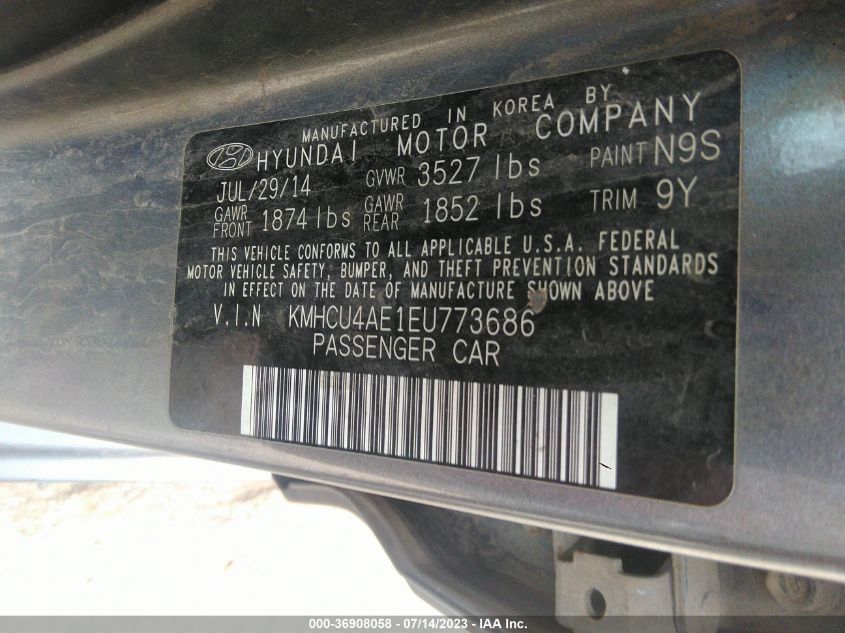 MANUFACTURED IN KOREA BY
HYUNDAI MOTOR COMPANY
JUL/29/14 GVWR 3527 lbs PAINT N9S
GAWR FRONT 1874 lbs GAWR REAR 1852 lbs TRIM 9Y
THIS VEHICLE CONFORMS TO ALL APPLICABLE U.S.A. FEDERAL
MOTOR VEHICLE SAFETY, BUMPER, AND THEFT PREVENTION STANDARDS
IN EFFECT ON THE DATE OF MANUFACTURE SHOWN ABOVE
V.I.N KMHCU4AE1EU773686
PASSENGER CAR
000-36908058 - 07/14/2023 - IAA Inc.